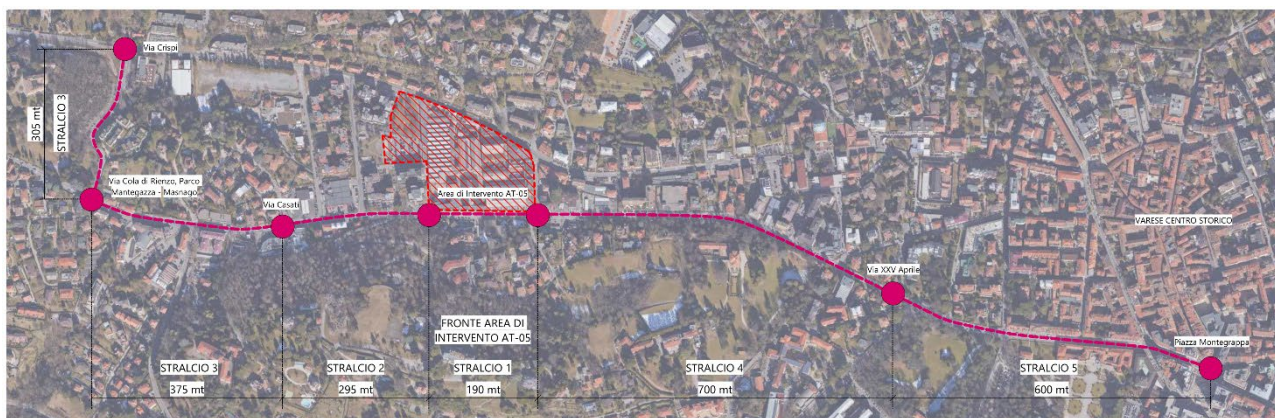 Via Crispi
305 mt
STRALCIO 3
Via Cola di Rienzo, Parco
Mantegazza - Masnago
Via Casati
Area di Intervento AT-05
VARESE CENTRO STORICO
Via XXV Aprile
Piazza Montegrappa
FRONTE AREA DI
INTERVENTO AT-05
STRALCIO 3
375 mt
STRALCIO 2
295 mt
STRALCIO 1
190 mt
STRALCIO 4
700 mt
STRALCIO 5
600 mt